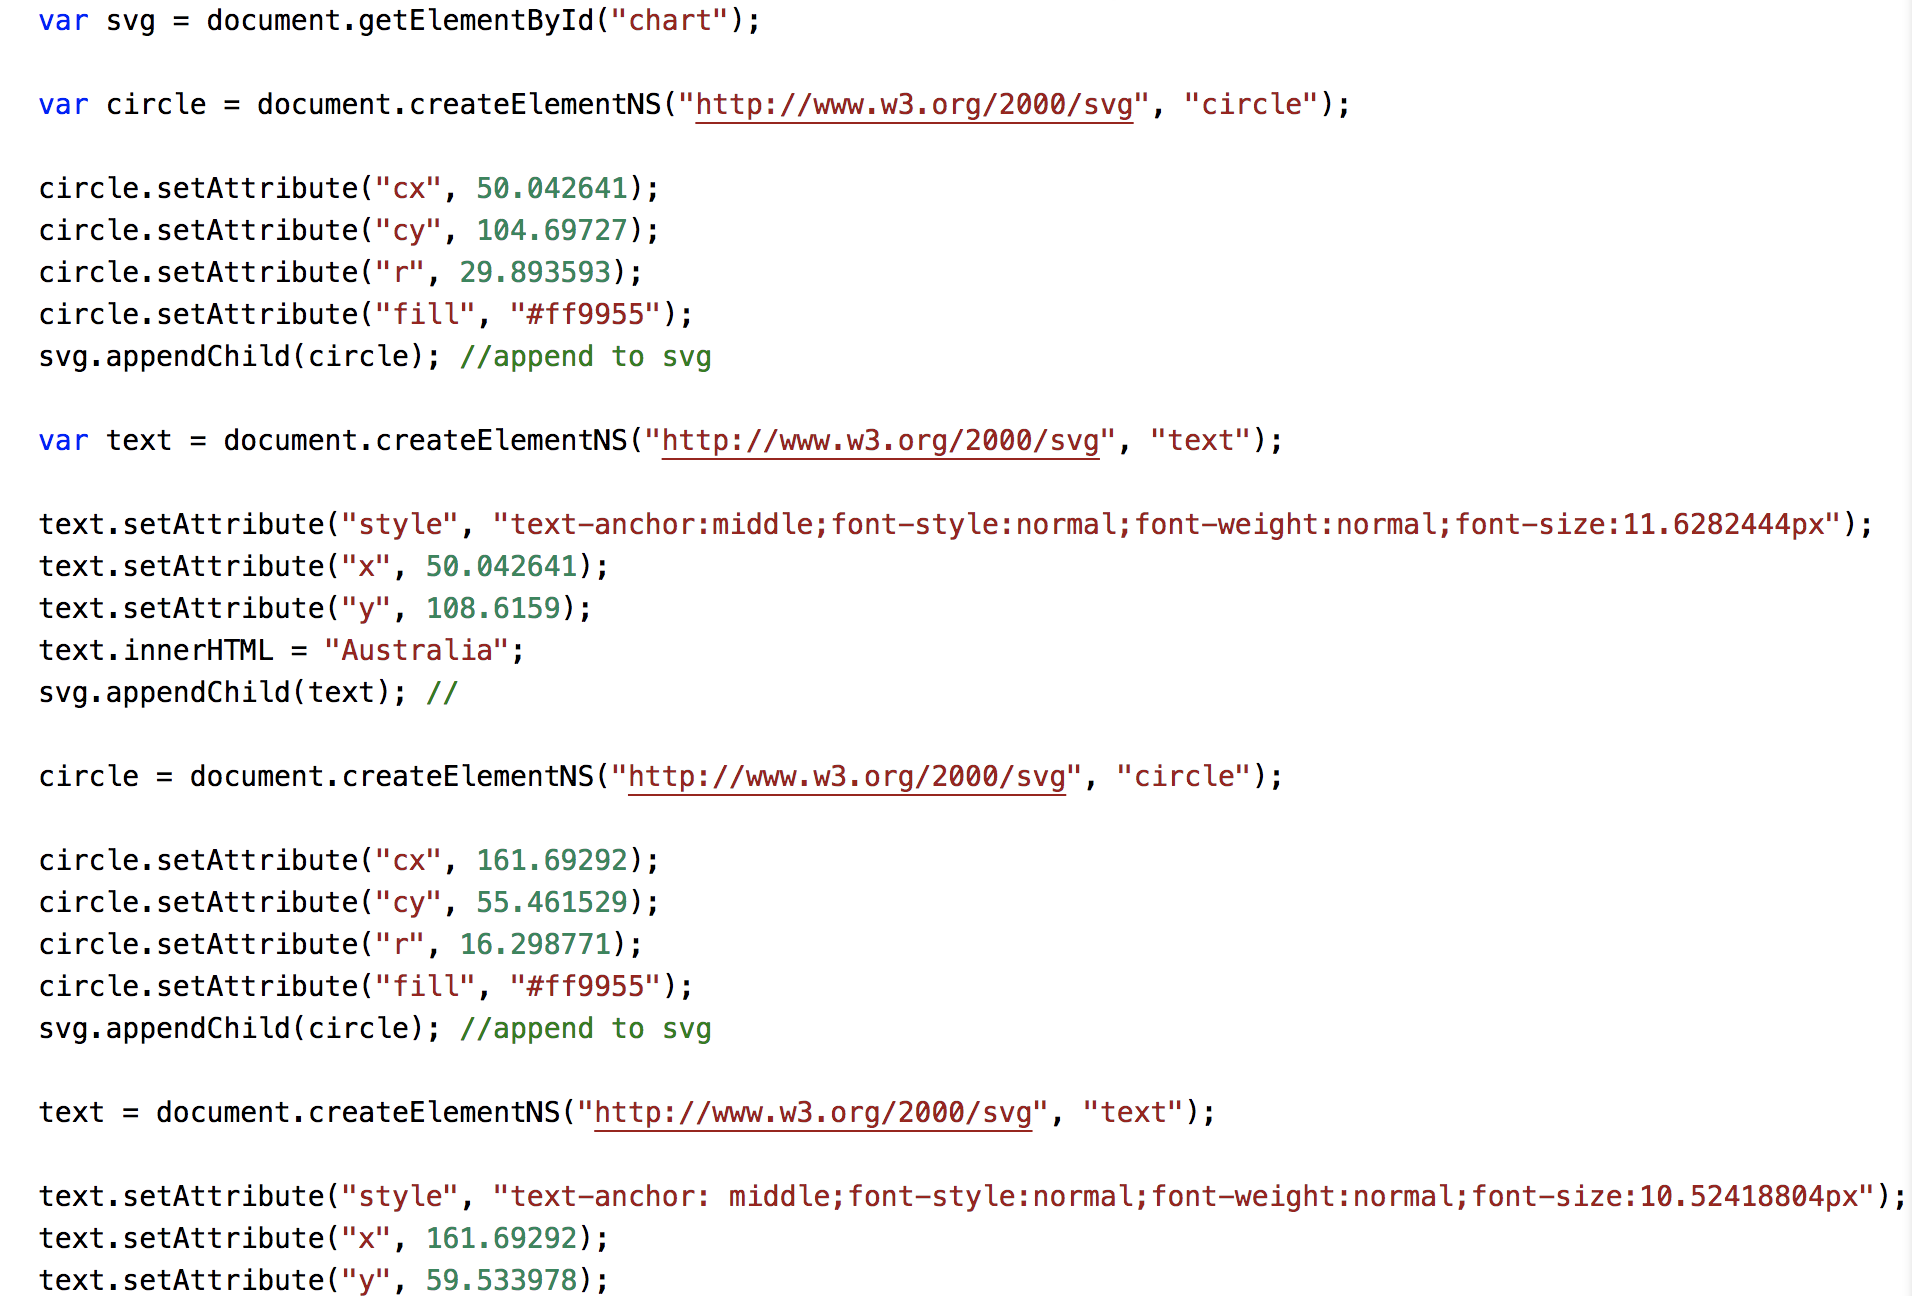 var svg = document.getElementById("chart");
var circle = document.createElementNS("http://www.w3.org/2000/svg", "circle");
circle.setAttribute("cx", 50.042641);
circle.setAttribute("cy", 104.69727);
circle.setAttribute("r", 29.893593);
circle.setAttribute("fill", "#ff9955");
svg.appendChild(circle); //append to svg
var text = document.createElementNS("http://www.w3.org/2000/svg", "text");
text.setAttribute("style", "text-anchor:middle;font-style:normal;font-weight:normal;font-size:11.6282444px");
text.setAttribute("x", 50.042641);
text.setAttribute("y", 108.6159);
text.innerHTML = "Australia";
svg.appendChild(text); //
circle = document.createElementNS("http://www.w3.org/2000/svg", "circle");
circle.setAttribute("cx", 161.69292);
circle.setAttribute("cy", 55.461529);
circle.setAttribute("r", 16.298771);
circle.setAttribute("fill", "#ff9955");
svg.appendChild(circle); //append to svg
text = document.createElementNS("http://www.w3.org/2000/svg", "text");
text.setAttribute("style", "text-anchor: middle;font-style:normal;font-weight:normal;font-size:10.52418804px");
text.setAttribute("x", 161.69292);
text.setAttribute("y", 59.533978);